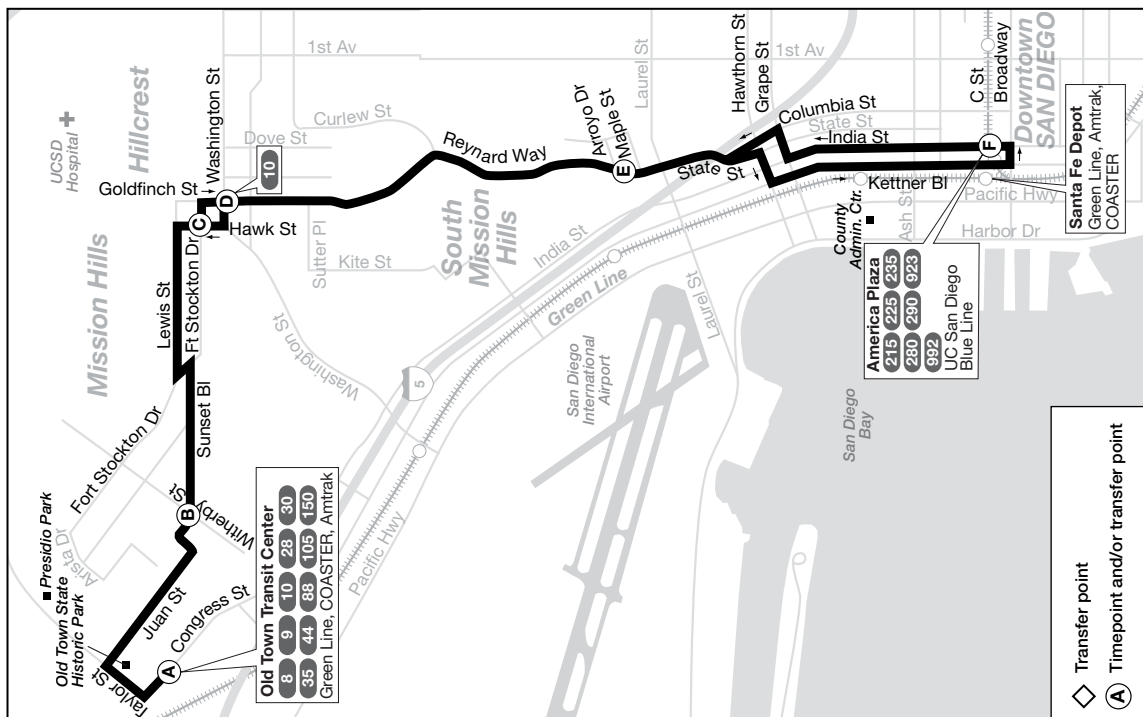 UCSD
Hospital
Hillcrest
Mission Hills
Washington St
1st Av
Dove St
Curlew St
Goldfinch St
10
D
C
Hawk St
Sutter Pl
Kite St
South
Mission
Hills
Reynard Way
Arroyo Dr
Maple St
E
Laurel St
Hawthorn St
Grape St
1st Av
State St
Columbia St
State St
India St
C St
Broadway
F
Downtown
SAN DIEGO
Kettner Bl
Pacific Hwy
Harbor Dr
Ash St
County
Admin. Ctr.
Santa Fe Depot
Green Line, Amtrak,
COASTER
America Plaza
215 225 235
280 290 923
992
UC San Diego
Blue Line
India St
Green Line
Laurel St
5
San Diego
International
Airport
San Diego
Bay
Lewis St
Ft Stockton Dr
Washington St
Fort Stockton Dr
Sunset Bl
Witherby St
B
Arista Dr
Presidio Park
Old Town State
Historic Park
Juan St
Taylor St
Congress St
A
Pacific Hwy
Old Town Transit Center
8 9 10 28 30
35 44 88 105 150
Green Line, COASTER, Amtrak
Transfer point
A Timepoint and/or transfer point